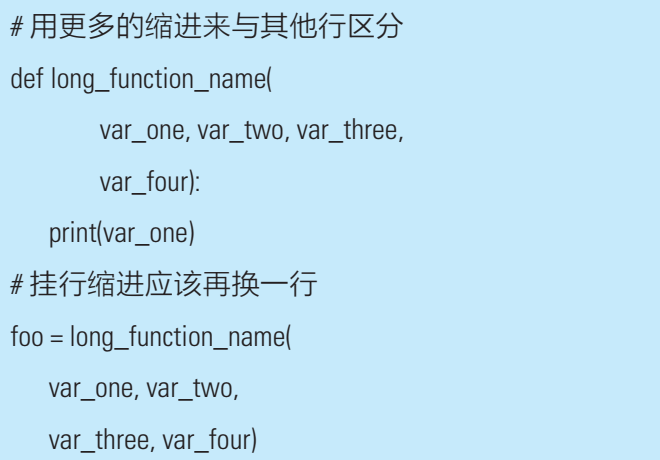 # 用更多的缩进来与其他行区分
def long_function_name(
        var_one, var_two, var_three,
        var_four):
    print(var_one)
# 挂行缩进应该再换一行
foo = long_function_name(
    var_one, var_two,
    var_three, var_four)